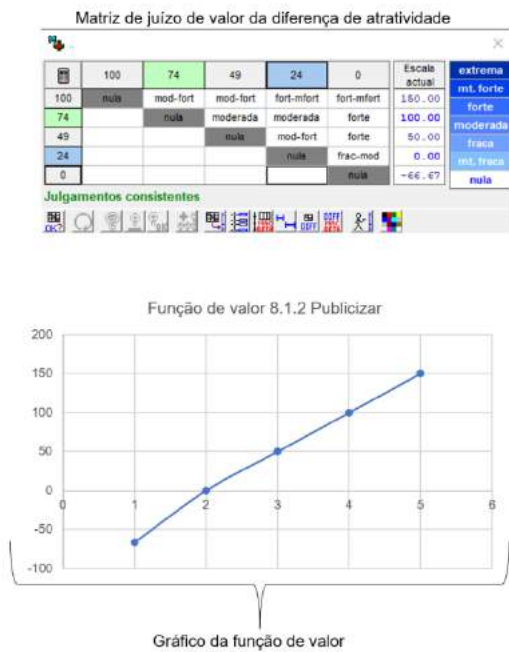 Matriz de juízo de valor da diferença de atratividade
100 74 49 24 0 Escala actual extrema
100 nula mod-fort mod-fort fort-mfort fort-mfort 150.00 mt. forte
74 nula moderada moderada forte 100.00 forte
moderada
49 nula mod-fort forte 50.00 fraca
24 nula frac-mod 0.00 mt. fraca
0 nula -66.67 nula
Julgamentos consistentes
OK? DIFF
Função de valor 8.1.2 Publicizar
200
150
100
50
0
0 1 2 3 4 5 6
-50
-100
Gráfico da função de valor